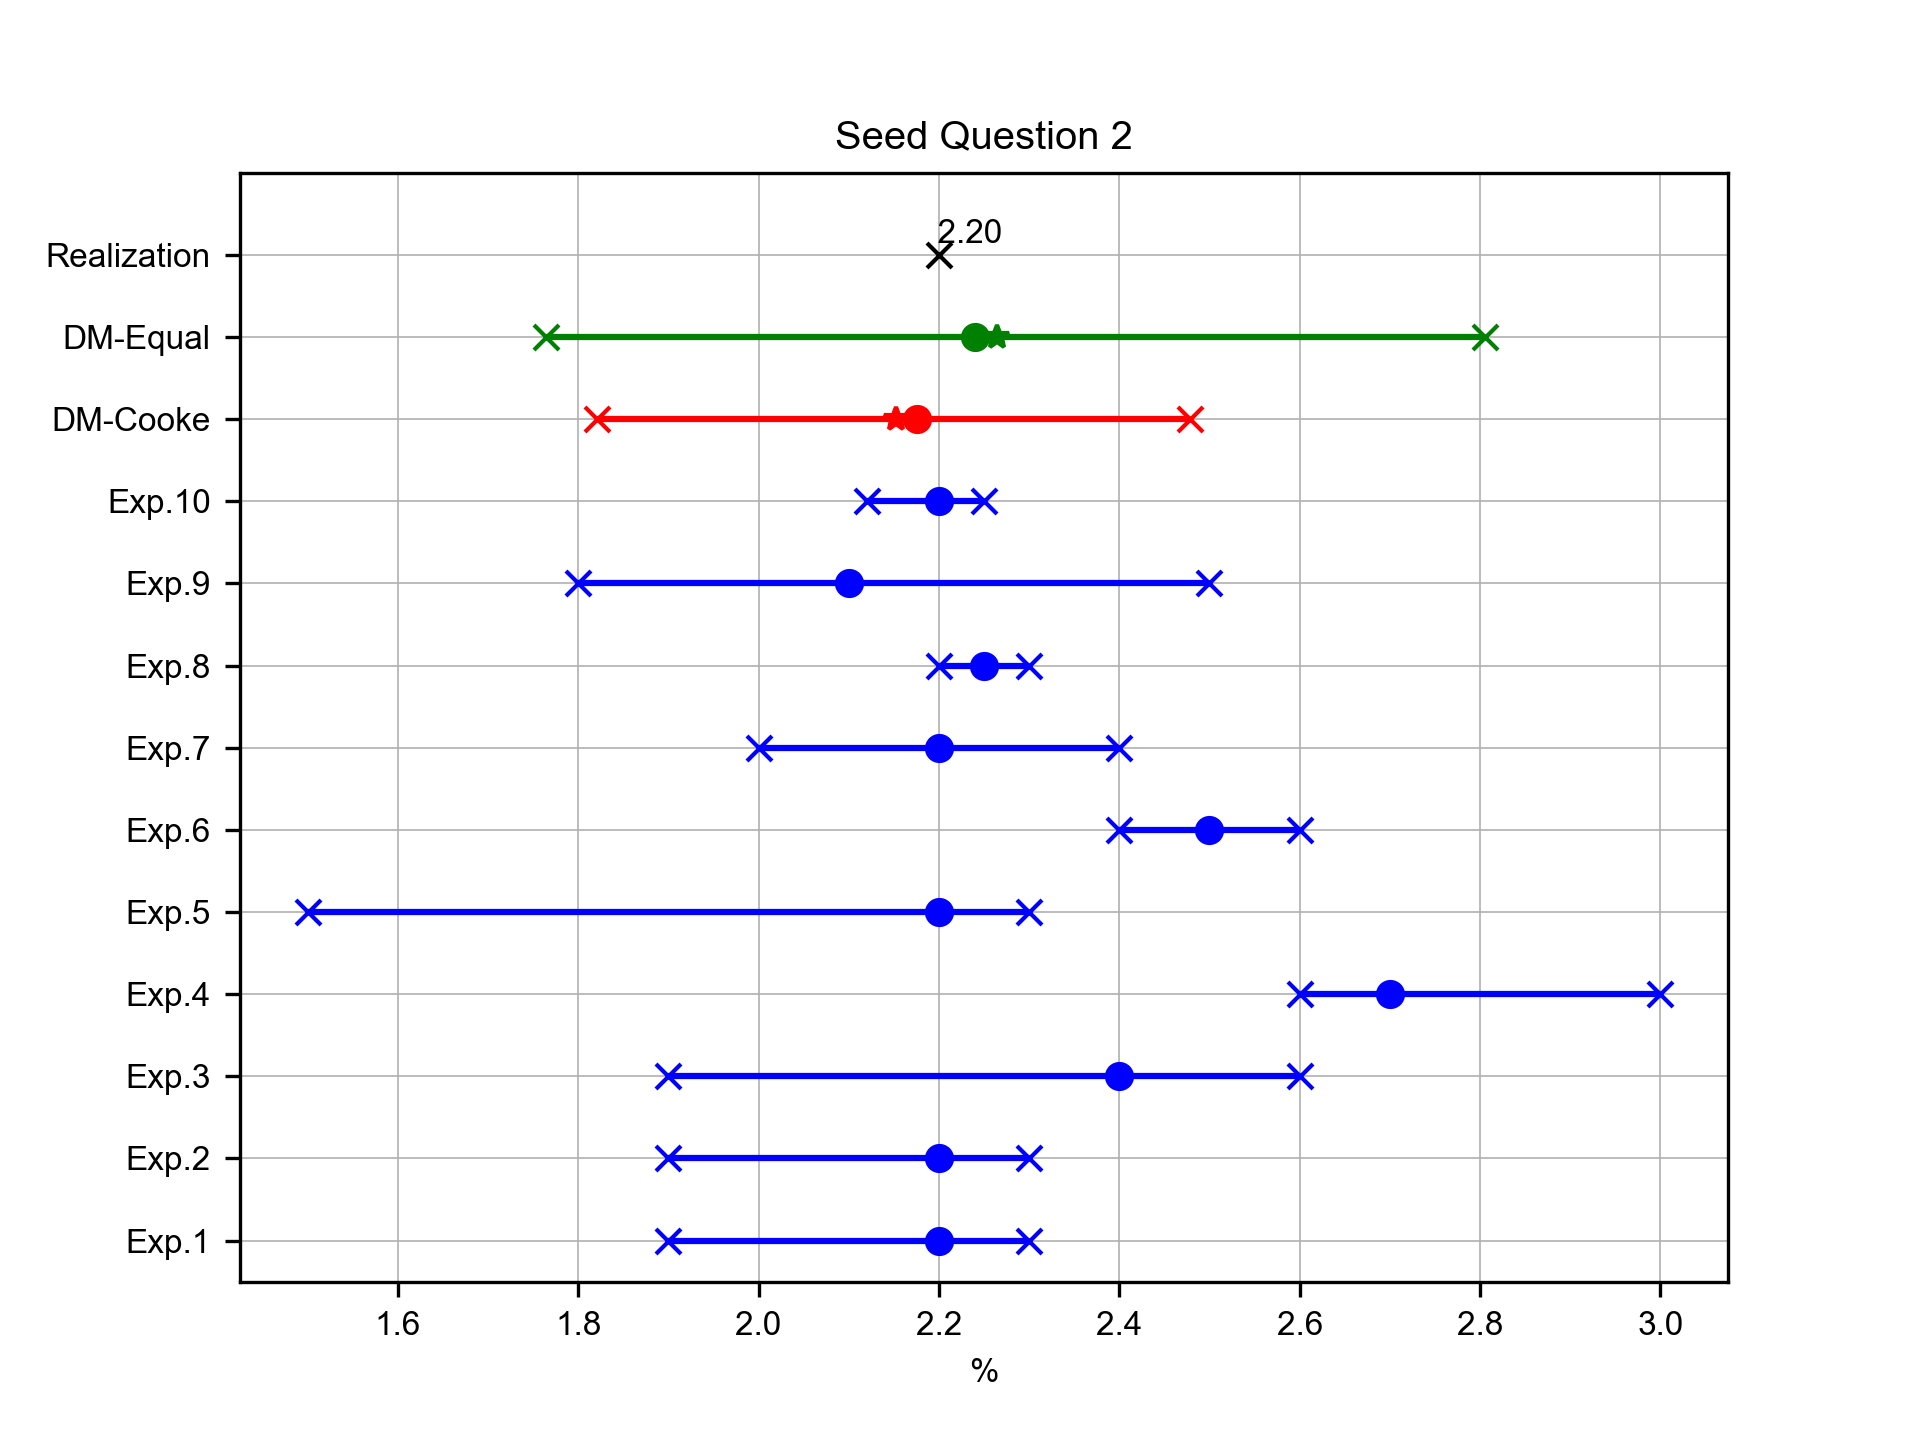 Seed Question 2
2.20
Realization
DM-Equal
DM-Cooke
Exp.10
Exp.9
Exp.8
Exp.7
Exp.6
Exp.5
Exp.4
Exp.3
Exp.2
Exp.1
1.6 1.8 2.0 2.2 2.4 2.6 2.8 3.0
%